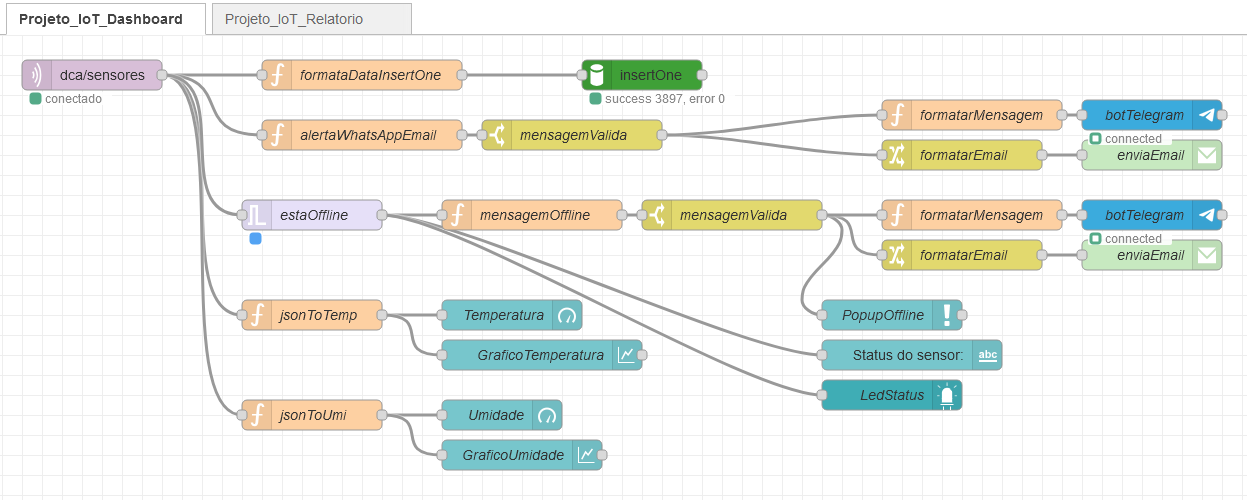 Projeto_IoT_Dashboard
Projeto_IoT_Relatorio
dca/sensores
conectado
formataDataInsertOne
insertOne
success 3897, error 0
alertaWhatsAppEmail
mensagemValida
formatarMensagem
botTelegram
connected
formatarEmail
enviaEmail
estaOffline
mensagemOffline
mensagemValida
formatarMensagem
botTelegram
connected
formatarEmail
enviaEmail
jsonToTemp
Temperatura
PopupOffline
GraficoTemperatura
Status do sensor:
abc
LedStatus
jsonToUmi
Umidade
GraficoUmidade